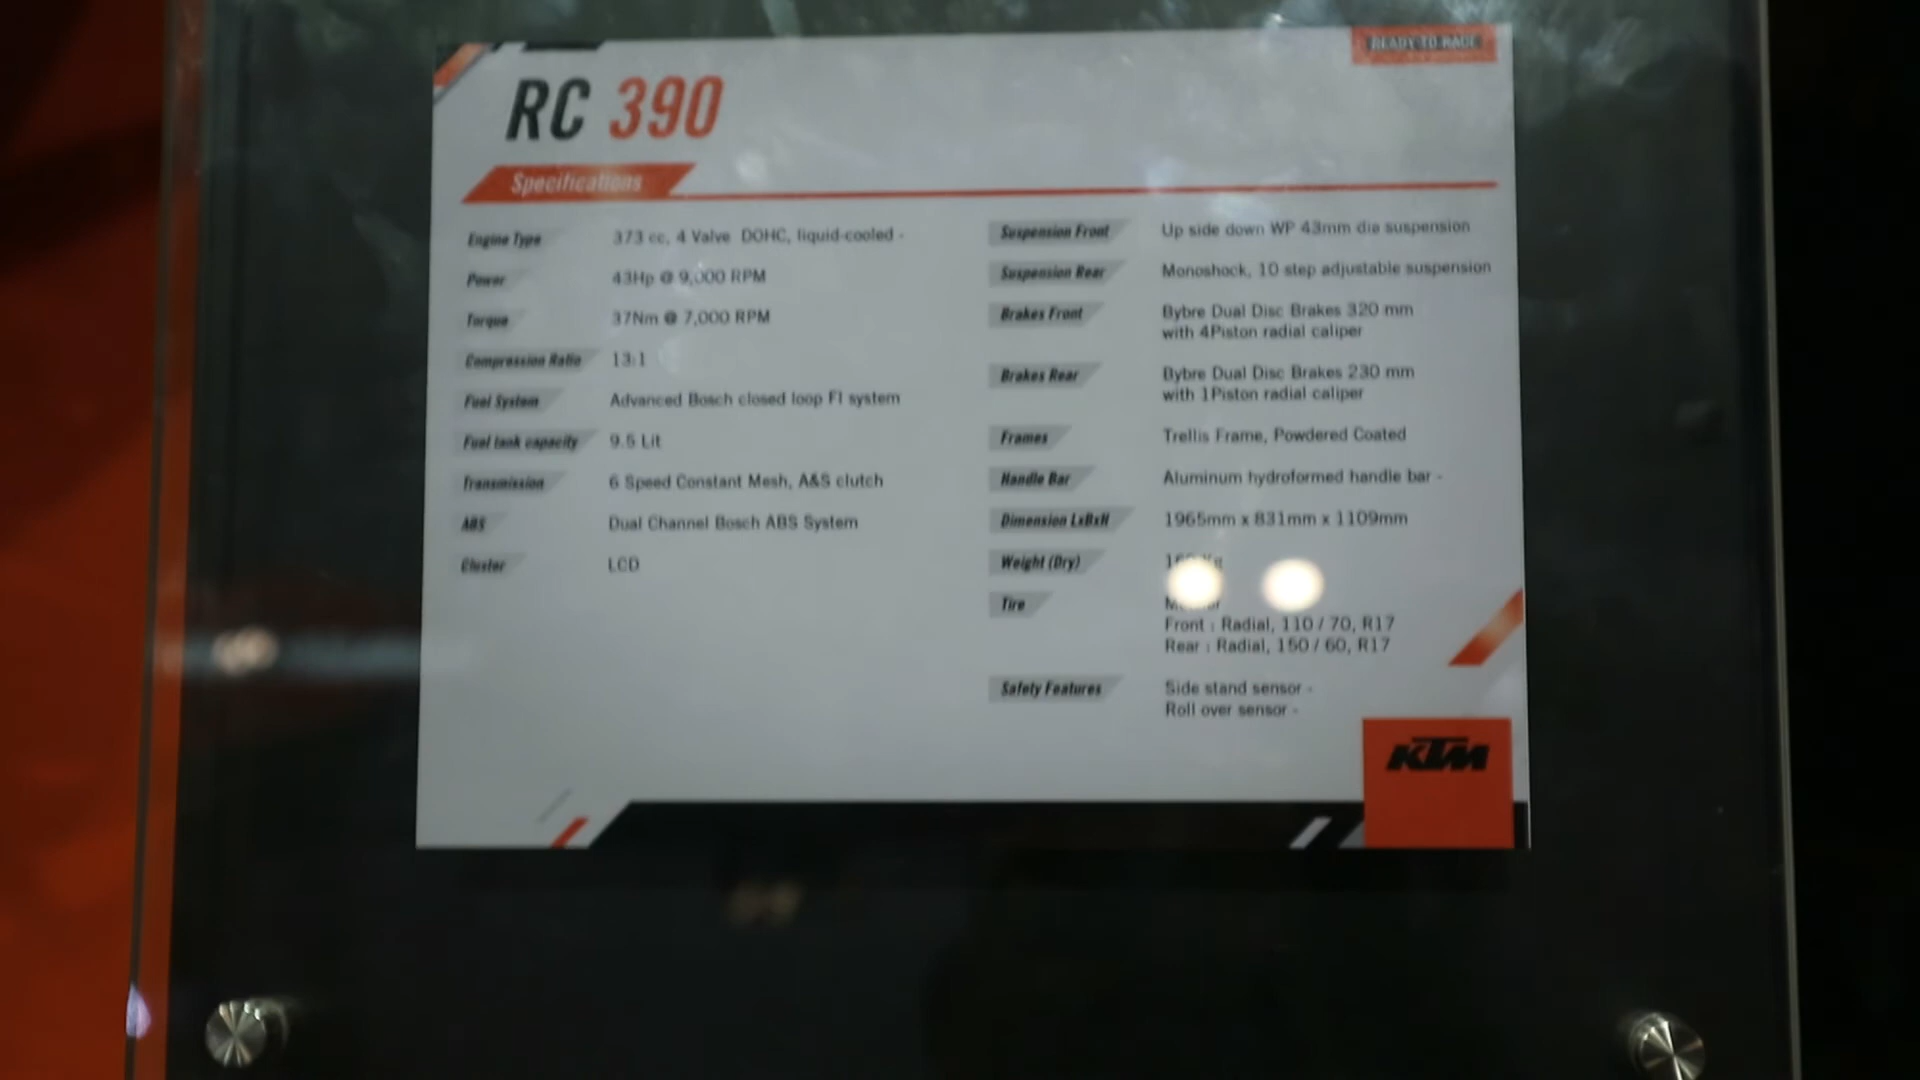 READY TO RACE
RC 390
Specifications
Engine Type 373 cc, 4 Valve DOHC, liquid-cooled -
Power 43Hp @ 9,000 RPM
Torque 37Nm @ 7,000 RPM
Compression Ratio 13:1
Fuel System Advanced Bosch closed loop FI system
Fuel tank capacity 9.5 Lit
Transmission 6 Speed Constant Mesh, A&S clutch
ABS Dual Channel Bosch ABS System
Cluster LCD
Suspension Front Up side down WP 43mm dia suspension
Suspension Rear Monoshock, 10 step adjustable suspension
Brakes Front Bybre Dual Disc Brakes 320 mm
with 4Piston radial caliper
Brakes Rear Bybre Dual Disc Brakes 230 mm
with 1Piston radial caliper
Frames Trellis Frame, Powdered Coated
Handle Bar Aluminum hydroformed handle bar -
Dimension LxBxH 1965mm x 831mm x 1109mm
Weight (Dry)
Tire
Front : Radial, 110 / 70, R17
Rear : Radial, 150 / 60, R17
Safety Features Side stand sensor -
Roll over sensor -
KTM